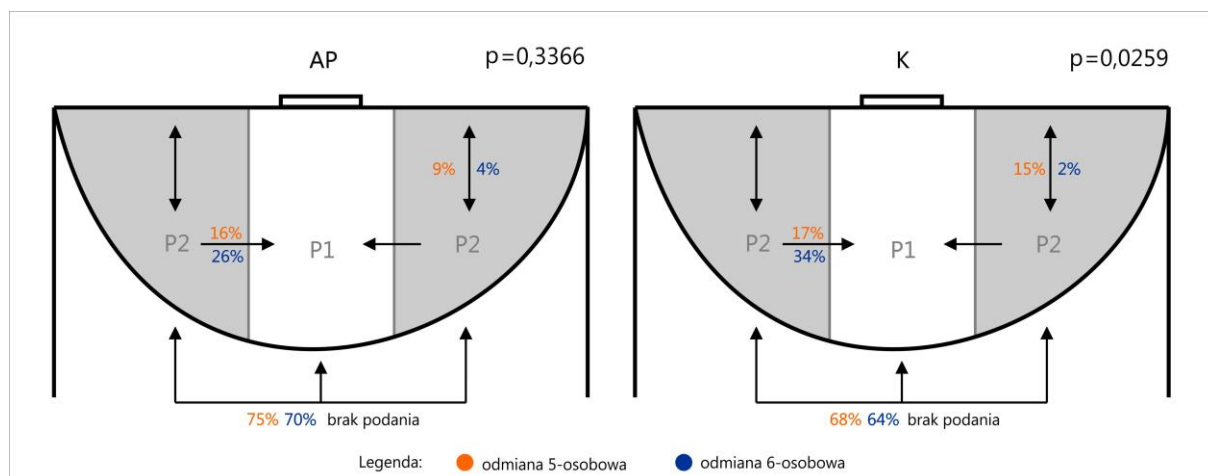 AP p=0,3366
K p=0,0259
9% 4%
15% 2%
P2 16% 26% P1 P2
P2 17% 34% P1 P2
75% 70% brak podania
68% 64% brak podania
Legenda: odmiana 5-osobowa odmiana 6-osobowa